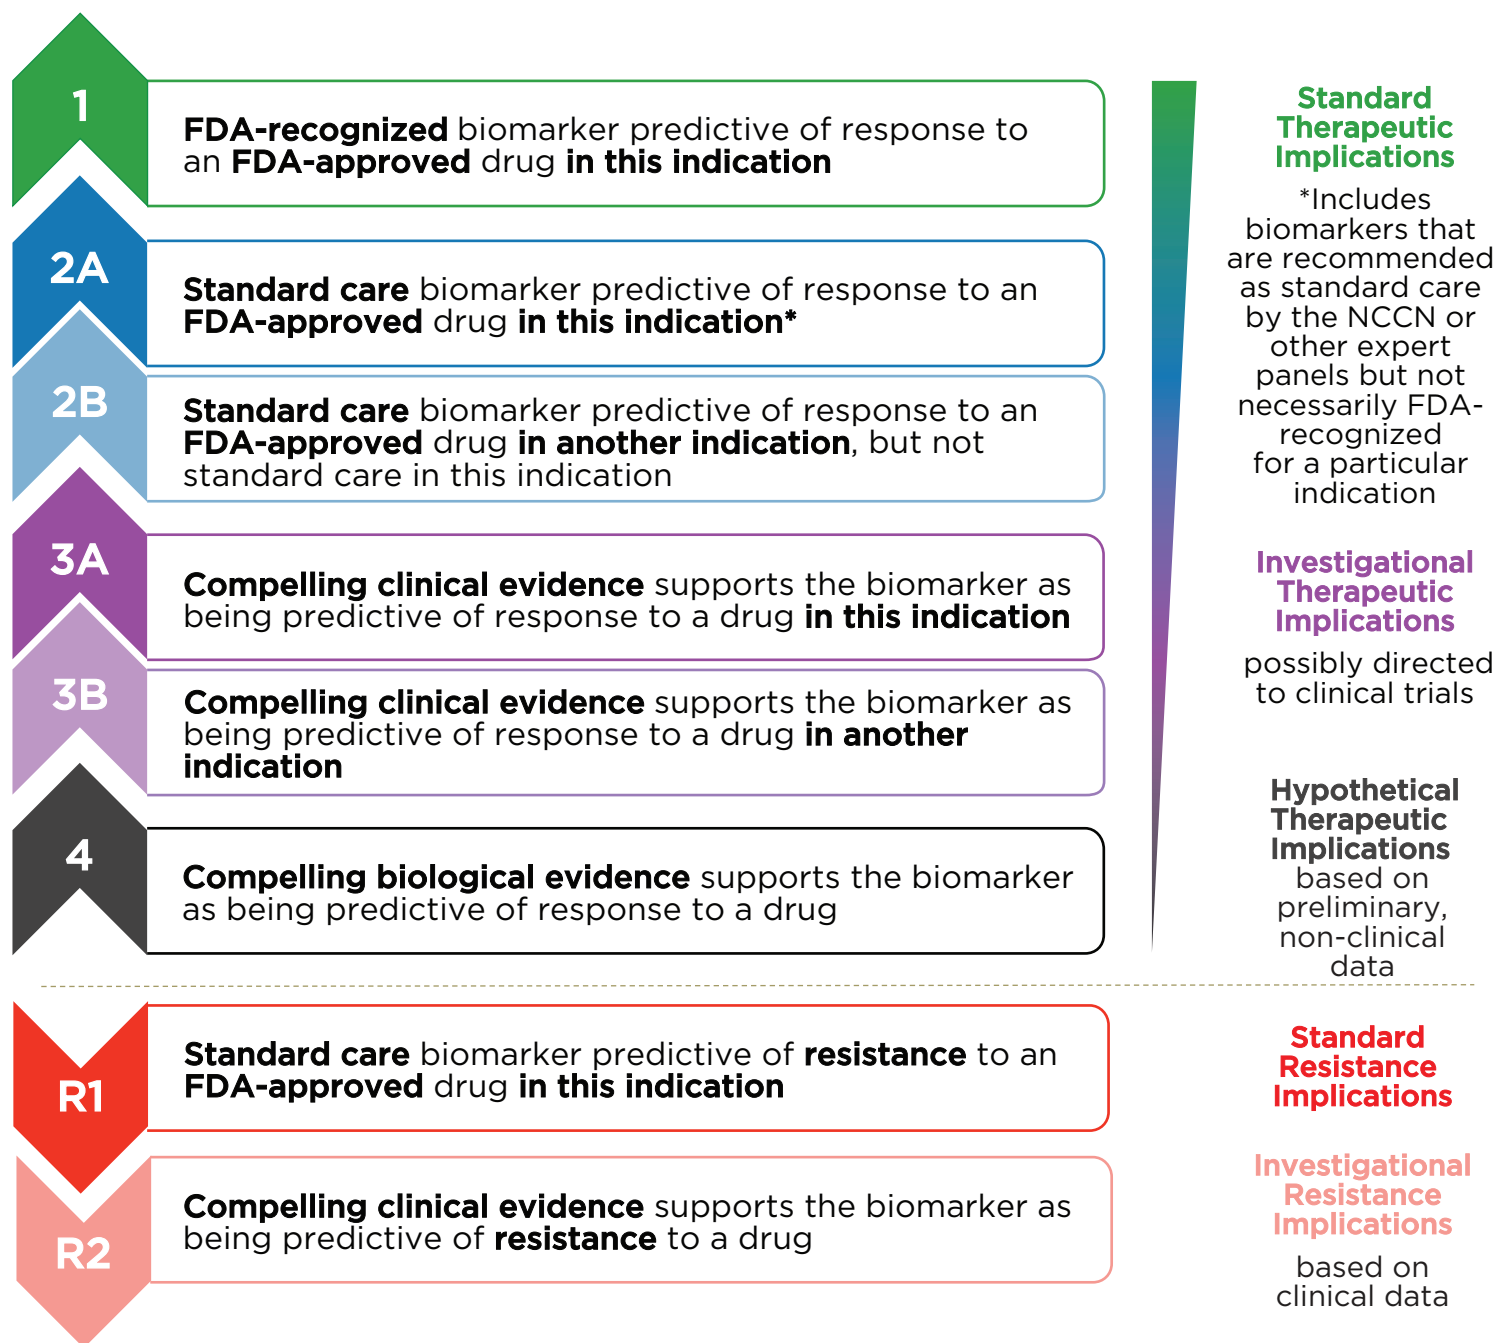 1
FDA-recognized biomarker predictive of response to
an FDA-approved drug in this indication
2A
Standard care biomarker predictive of response to an
FDA-approved drug in this indication*
2B
Standard care biomarker predictive of response to an
FDA-approved drug in another indication, but not
standard care in this indication
3A
Compelling clinical evidence supports the biomarker as
being predictive of response to a drug in this indication
3B
Compelling clinical evidence supports the biomarker as
being predictive of response to a drug in another
indication
4
Compelling biological evidence supports the biomarker
as being predictive of response to a drug
R1
Standard care biomarker predictive of resistance to an
FDA-approved drug in this indication
R2
Compelling clinical evidence supports the biomarker as
being predictive of resistance to a drug
Standard
Therapeutic
Implications
*Includes
biomarkers that
are recommended
as standard care
by the NCCN or
other expert
panels but not
necessarily FDA-
recognized
for a particular
indication
Investigational
Therapeutic
Implications
possibly directed
to clinical trials
Hypothetical
Therapeutic
Implications
based on
preliminary,
non-clinical
data
Standard
Resistance
Implications
Investigational
Resistance
Implications
based on
clinical data